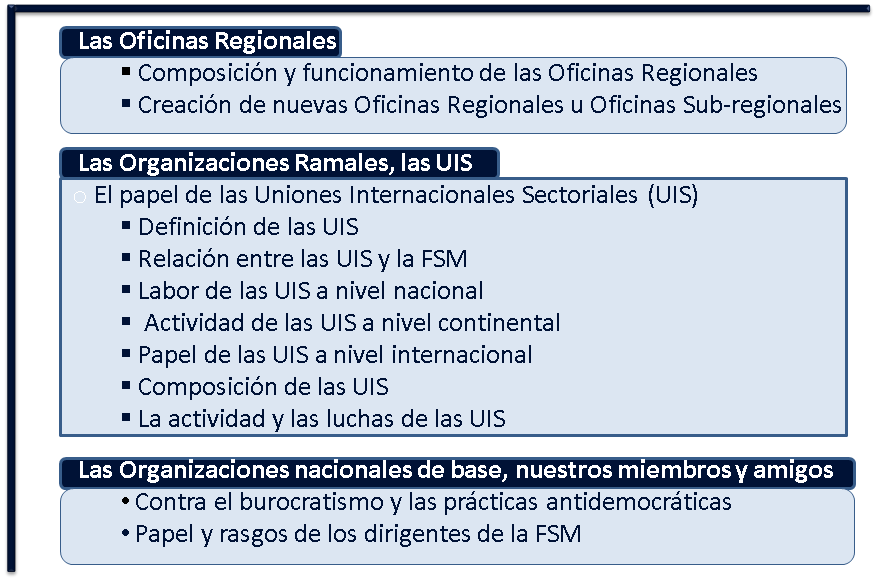 Las Oficinas Regionales
▪ Composición y funcionamiento de las Oficinas Regionales
▪ Creación de nuevas Oficinas Regionales u Oficinas Sub-regionales
Las Organizaciones Ramales, las UIS
o El papel de las Uniones Internacionales Sectoriales (UIS)
▪ Definición de las UIS
▪ Relación entre las UIS y la FSM
▪ Labor de las UIS a nivel nacional
▪ Actividad de las UIS a nivel continental
▪ Papel de las UIS a nivel internacional
▪ Composición de las UIS
▪ La actividad y las luchas de las UIS
Las Organizaciones nacionales de base, nuestros miembros y amigos
• Contra el burocratismo y las prácticas antidemocráticas
• Papel y rasgos de los dirigentes de la FSM